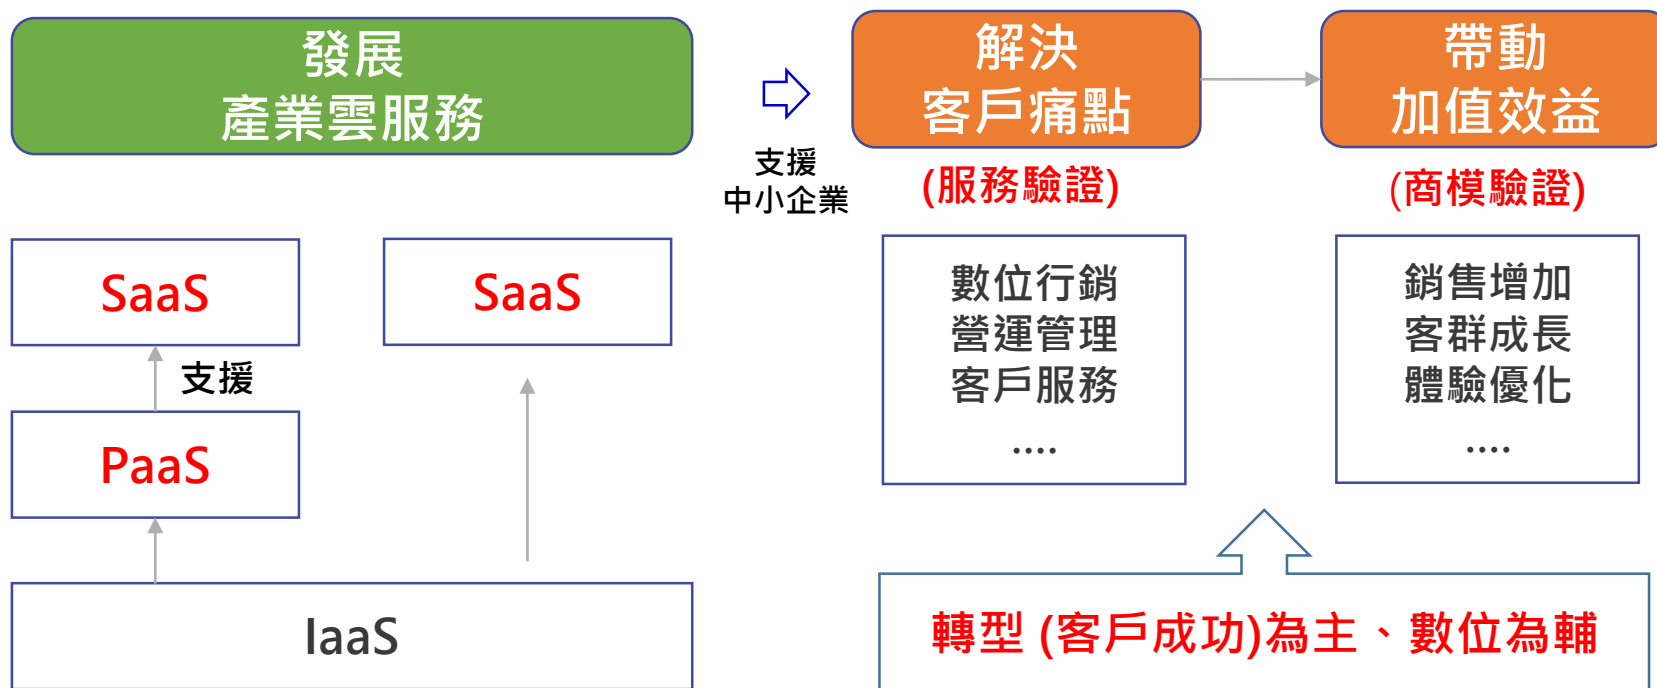 發展
產業雲服務
支援
中小企業
解決
客戶痛點
帶動
加值效益
(服務驗證)
(商模驗證)
SaaS
SaaS
支援
PaaS
IaaS
數位行銷
營運管理
客戶服務
....
銷售增加
客群成長
體驗優化
....
轉型 (客戶成功)為主、數位為輔